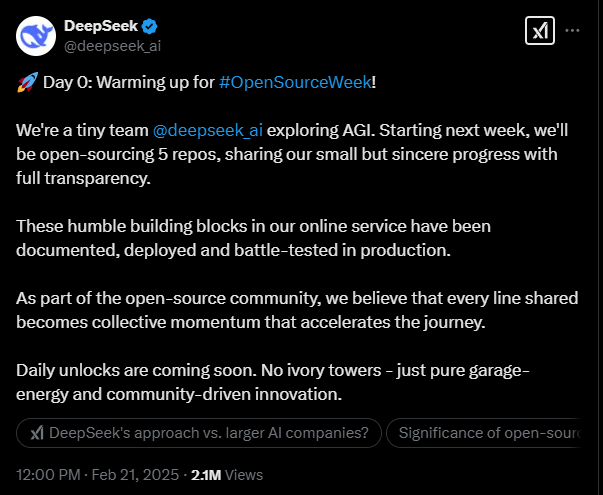 DeepSeek
@deepseek_ai
🚀 Day 0: Warming up for #OpenSourceWeek!
We're a tiny team @deepseek_ai exploring AGI. Starting next week, we'll
be open-sourcing 5 repos, sharing our small but sincere progress with
full transparency.
These humble building blocks in our online service have been
documented, deployed and battle-tested in production.
As part of the open-source community, we believe that every line shared
becomes collective momentum that accelerates the journey.
Daily unlocks are coming soon. No ivory towers - just pure garage-
energy and community-driven innovation.
DeepSeek's approach vs. larger AI companies? Significance of open-sour
12:00 PM · Feb 21, 2025 · 2.1M Views